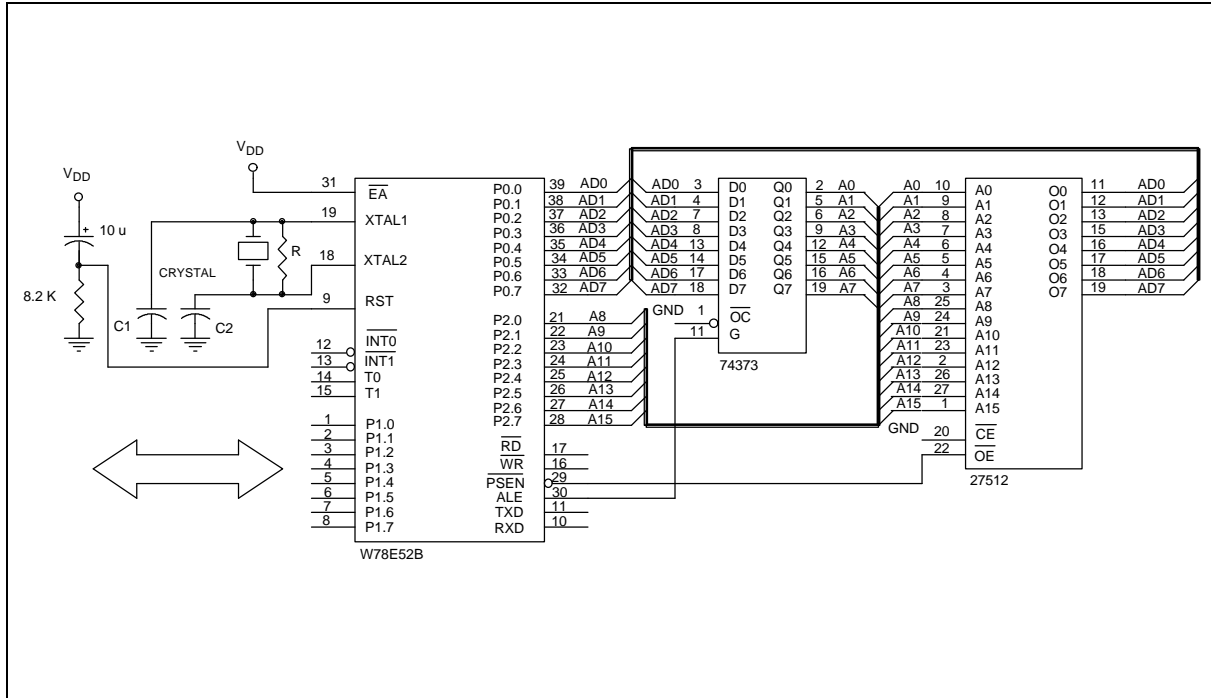 VDD
10 u
8.2 K
C1
C2
CRYSTAL
R
VDD
31 EA
19 XTAL1
18 XTAL2
9 RST
12 INT0
13 INT1
14 T0
15 T1
1 P1.0
2 P1.1
3 P1.2
4 P1.3
5 P1.4
6 P1.5
7 P1.6
8 P1.7
P0.0 39 AD0
P0.1 38 AD1
P0.2 37 AD2
P0.3 36 AD3
P0.4 35 AD4
P0.5 34 AD5
P0.6 33 AD6
P0.7 32 AD7
P2.0 21 A8
P2.1 22 A9
P2.2 23 A10
P2.3 24 A11
P2.4 25 A12
P2.5 26 A13
P2.6 27 A14
P2.7 28 A15
RD 17
WR 16
PSEN 29
ALE 30
TXD 11
RXD 10
W78E52B
AD0 3 D0 Q0 2 A0
AD1 4 D1 Q1 5 A1
AD2 7 D2 Q2 6 A2
AD3 8 D3 Q3 9 A3
AD4 13 D4 Q4 12 A4
AD5 14 D5 Q5 15 A5
AD6 17 D6 Q6 16 A6
AD7 18 D7 Q7 19 A7
GND 1 OC
11 G
74373
A0 10 A0 O0 11 AD0
A1 9 A1 O1 12 AD1
A2 8 A2 O2 13 AD2
A3 7 A3 O3 15 AD3
A4 6 A4 O4 16 AD4
A5 5 A5 O5 17 AD5
A6 4 A6 O6 18 AD6
A7 3 A7 O7 19 AD7
A8 25 A8
A9 24 A9
A10 21 A10
A11 23 A11
A12 2 A12
A13 26 A13
A14 27 A14
A15 1 A15
GND 20 CE
22 OE
27512